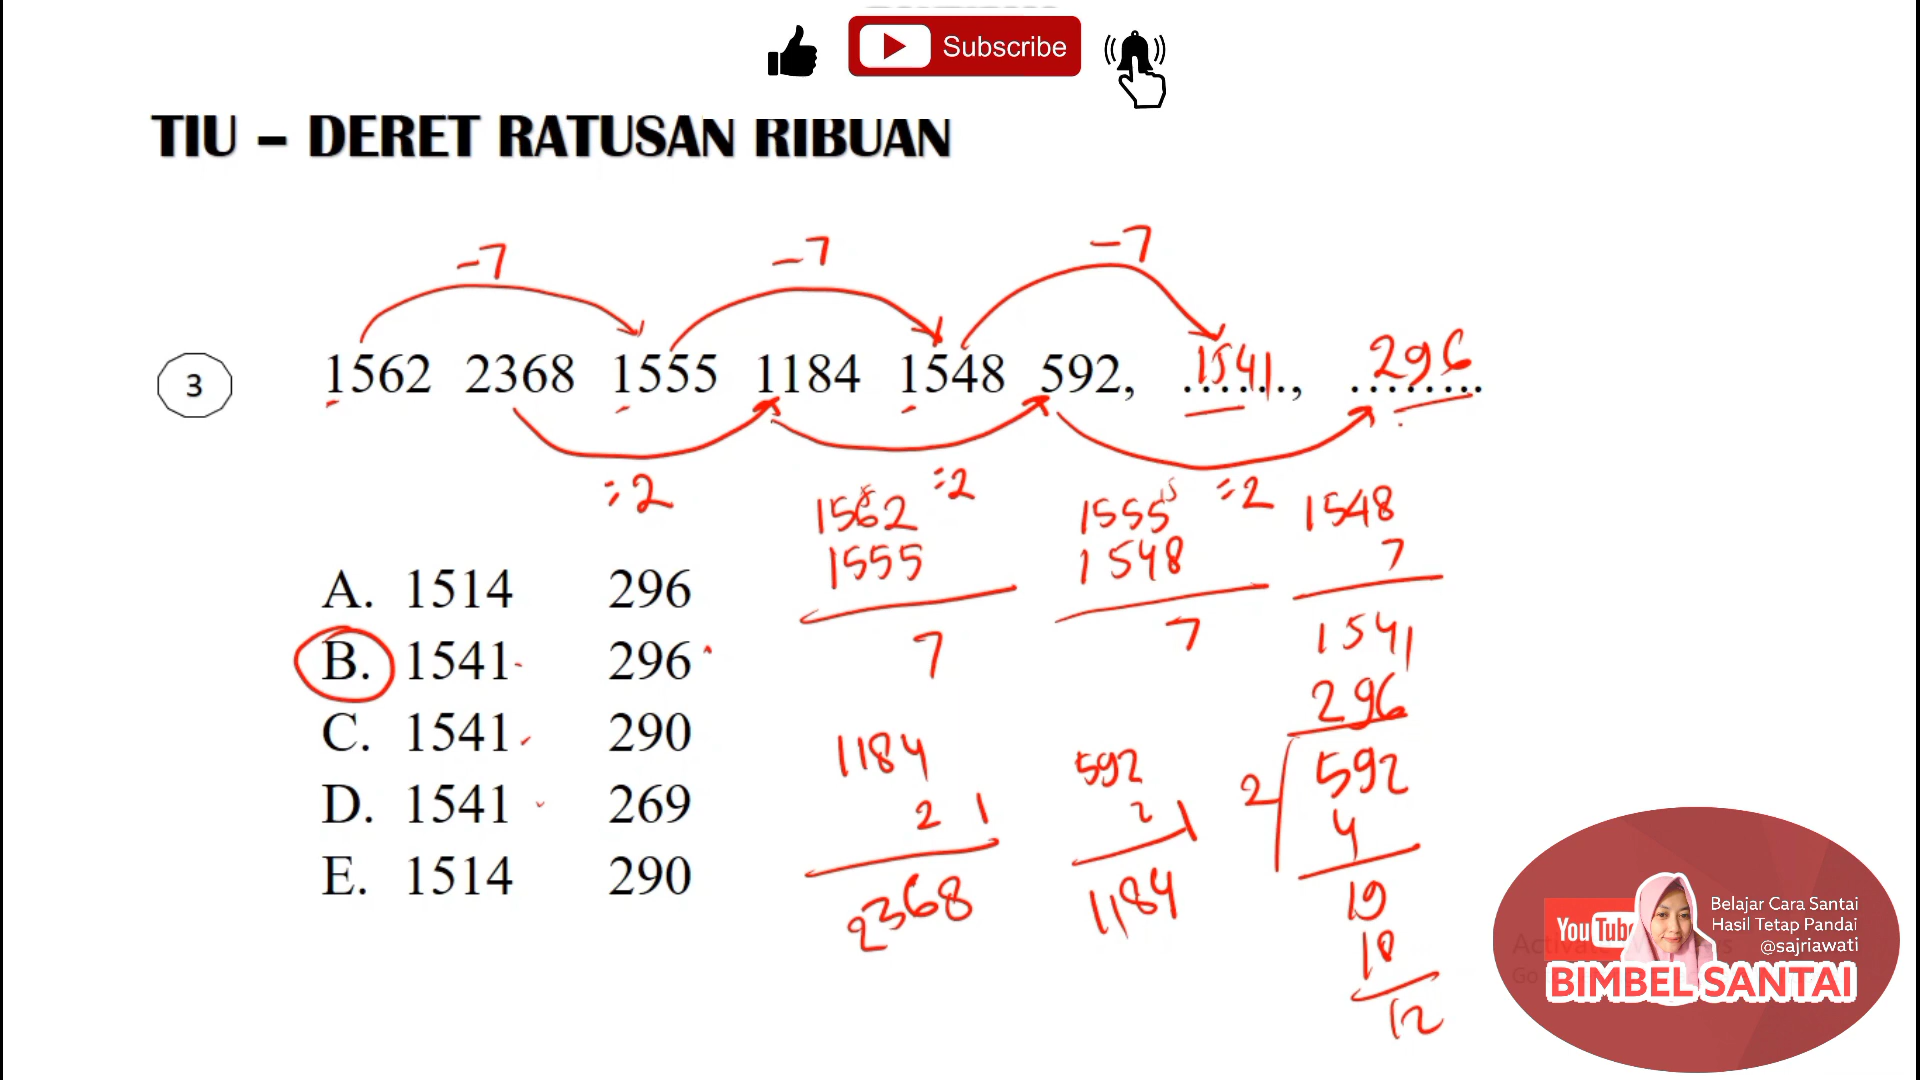 Subscribe
TIU – DERET RATUSAN RIBUAN
-7 -7 -7
3 1562 2368 1555 1184 1548 592, 1541......, 296........
:2 :2 :2
1562 1555 1548
1555 1548 7
7 7 1541
A. 1514 296
B. 1541 296
C. 1541 290
D. 1541 269
E. 1514 290
1184 592
2 2
2368 1184
296
2 592
4
19
18
12
YouTube
Belajar Cara Santai
Hasil Tetap Pandai
@sajriawati
BIMBEL SANTAI